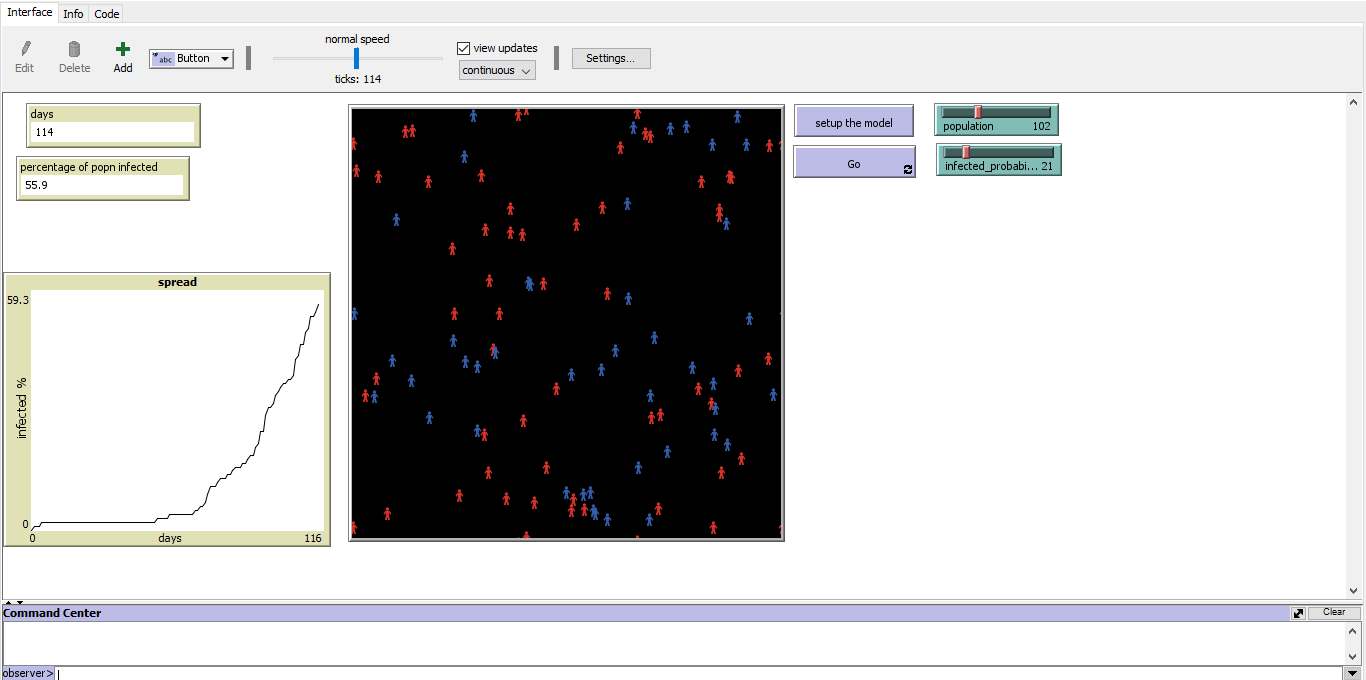 Interface Info Code
Edit Delete Add abc Button
normal speed
ticks: 114
view updates
continuous
Settings...
days
114
percentage of popn infected
55.9
setup the model
Go
population 102
infected_probabi... 21
spread
59.3
infected %
0
0 days 116
Command Center Clear
observer>